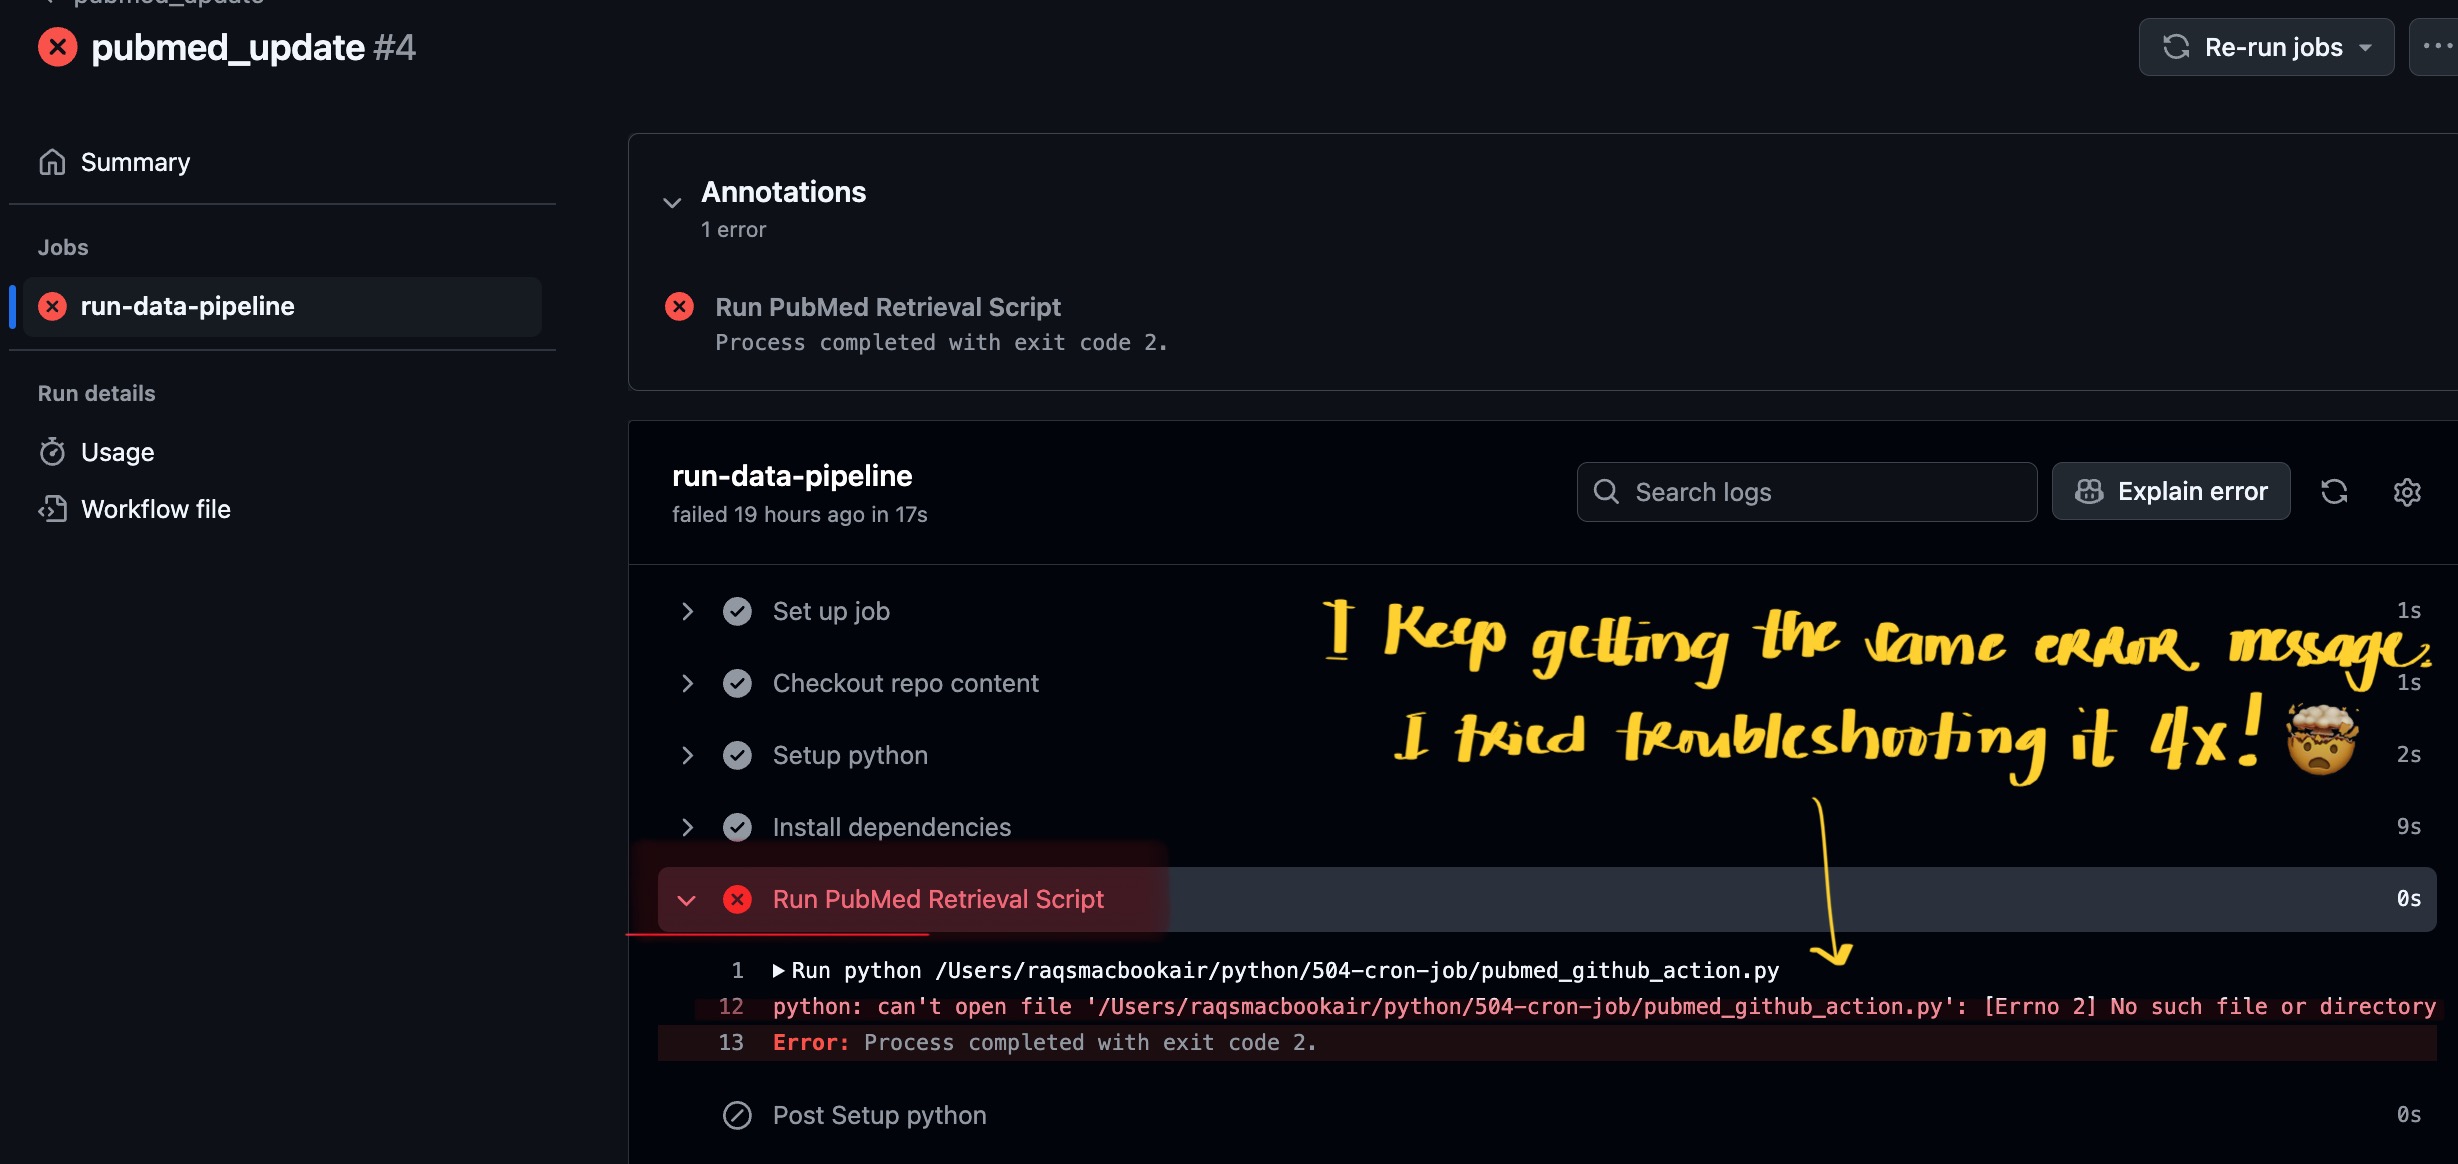 pubmed_update
pubmed_update #4
Re-run jobs
Summary
Jobs
run-data-pipeline
Run details
Usage
Workflow file
Annotations
1 error
Run PubMed Retrieval Script
Process completed with exit code 2.
run-data-pipeline
failed 19 hours ago in 17s
Search logs
Explain error
Set up job 1s
Checkout repo content 1s
Setup python 2s
Install dependencies 9s
I Keep getting the same error message.
I tried troubleshooting it 4x! 🤯
Run PubMed Retrieval Script 0s
1 Run python /Users/raqsmacbookair/python/504-cron-job/pubmed_github_action.py
12 python: can't open file '/Users/raqsmacbookair/python/504-cron-job/pubmed_github_action.py': [Errno 2] No such file or directory
13 Error: Process completed with exit code 2.
Post Setup python 0s